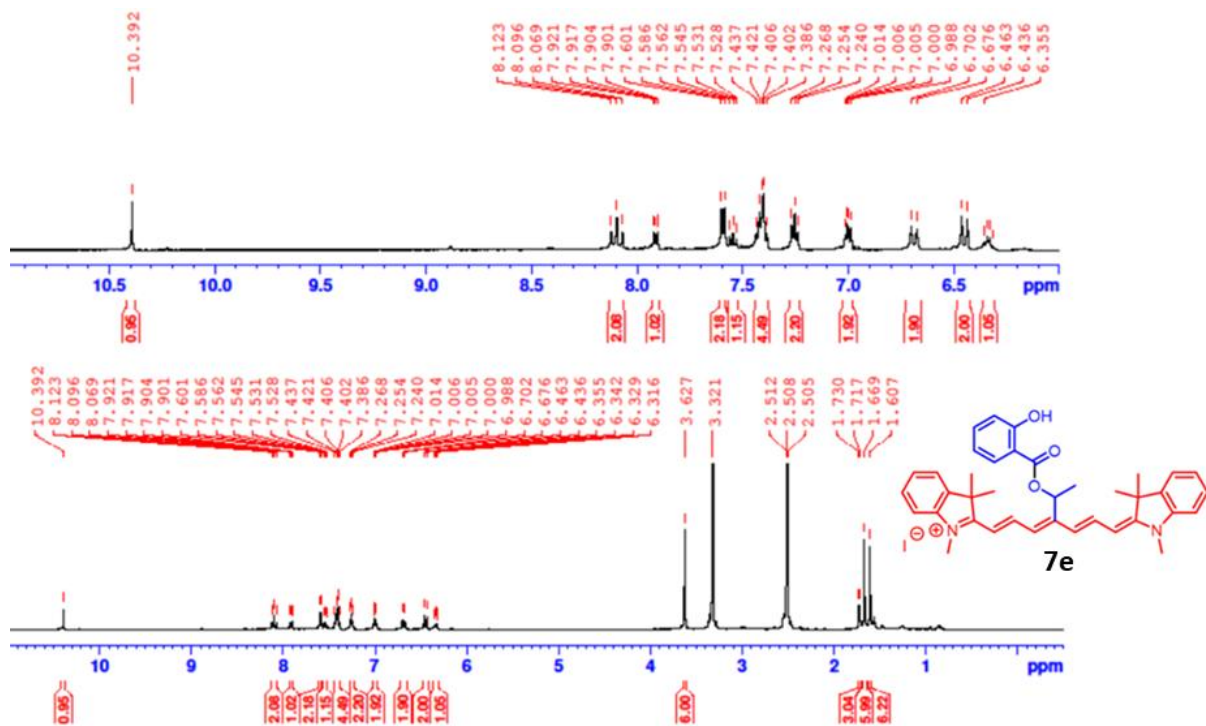 10.392 8.123 8.096 8.069 7.921 7.917 7.904 7.901 7.601 7.586 7.562 7.545 7.531 7.528 7.437 7.421 7.406 7.402 7.386 7.268 7.254 7.240 7.014 7.006 7.005 7.000 6.988 6.702 6.676 6.463 6.436 6.355
10.5 10.0 9.5 9.0 8.5 8.0 7.5 7.0 6.5 ppm
0.95 2.08 1.02 2.18 1.15 4.49 2.20 1.92 1.90 2.00 1.05
10.392 8.123 8.096 8.069 7.921 7.917 7.904 7.901 7.601 7.586 7.562 7.545 7.531 7.528 7.437 7.421 7.406 7.402 7.386 7.268 7.254 7.240 7.014 7.006 7.005 7.000 6.988 6.702 6.676 6.463 6.436 6.355 6.342 6.329 6.316 3.627 3.321 2.512 2.508 2.505 1.730 1.717 1.669 1.607
OH
O
O
N⊕ N
I⊖
7e
10 9 8 7 6 5 4 3 2 1 ppm
0.95 2.08 1.02 2.18 1.15 4.49 2.20 1.92 1.90 2.00 1.05 6.00 3.04 5.99 6.22